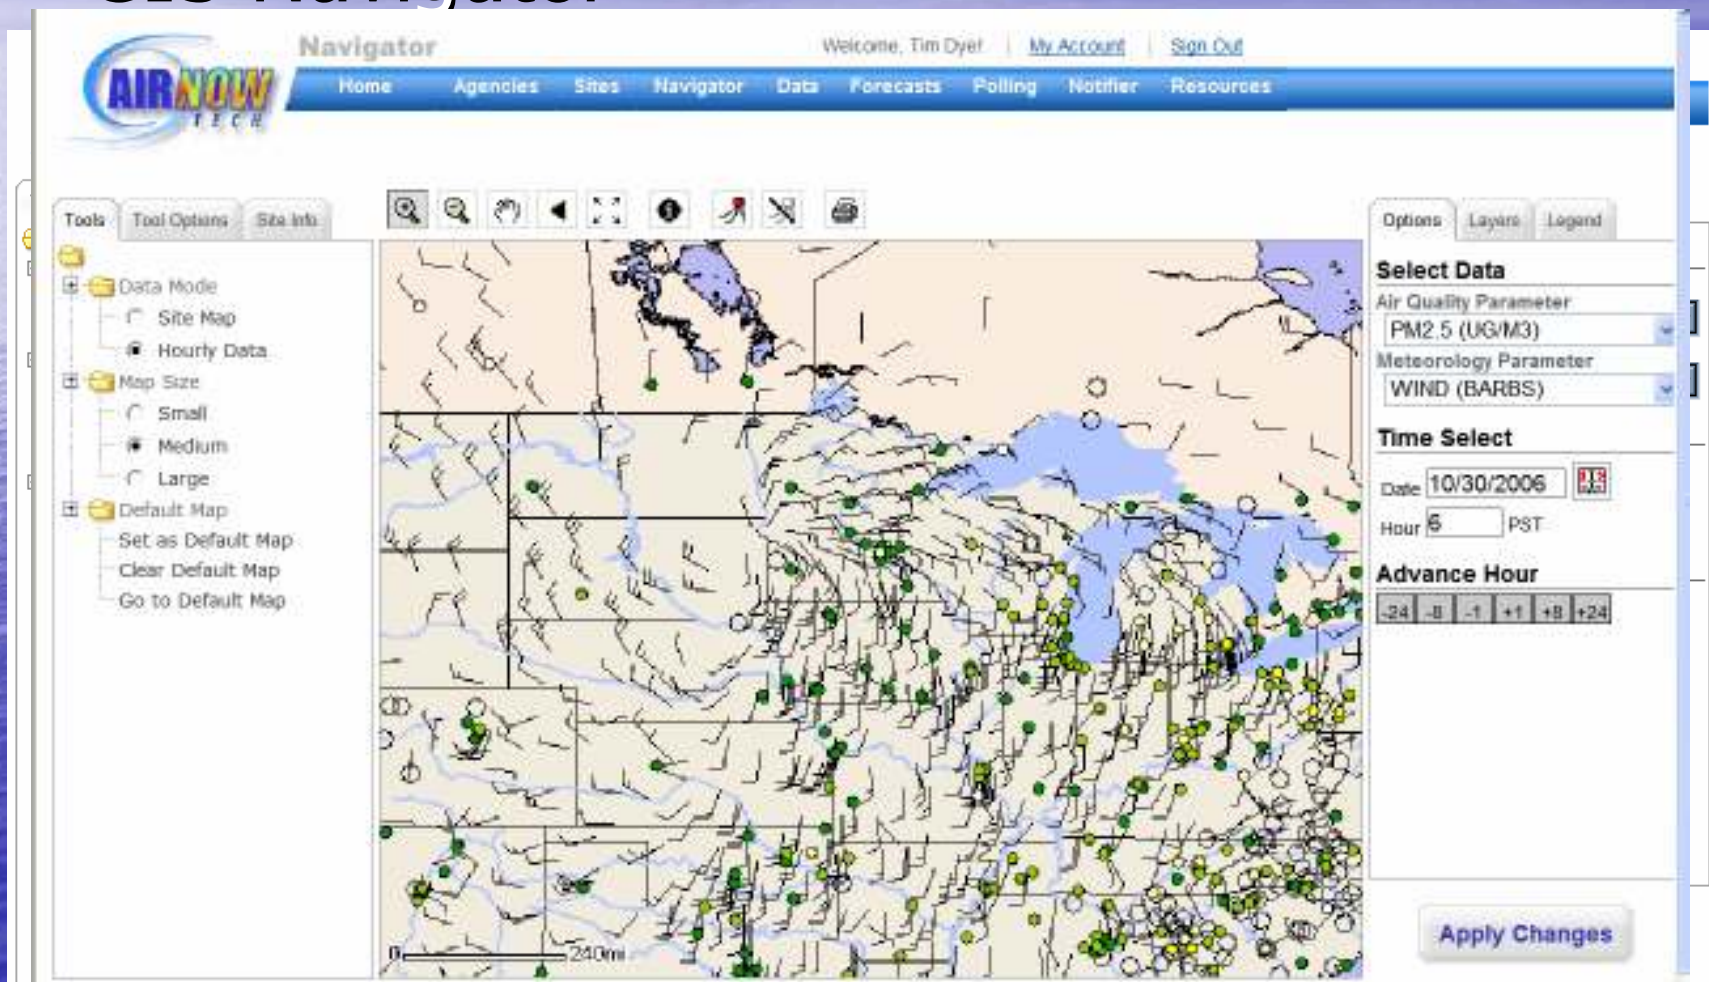 GIS Navigator
AIRNOW
TECH
Navigator
Welcome, Tim Dye! | My Account | Sign Out
Home Agencies Sites Navigator Data Forecasts Polling Notifier Resources
Tools Tool Options Site Info
Data Mode
Site Map
Hourly Data
Map Size
Small
Medium
Large
Default Map
Set as Default Map
Clear Default Map
Go to Default Map
0 240mi
Options Layers Legend
Select Data
Air Quality Parameter
PM2.5 (UG/M3)
Meteorology Parameter
WIND (BARBS)
Time Select
Date 10/30/2006
Hour 6 PST
Advance Hour
-24 -8 -1 +1 +8 +24
Apply Changes